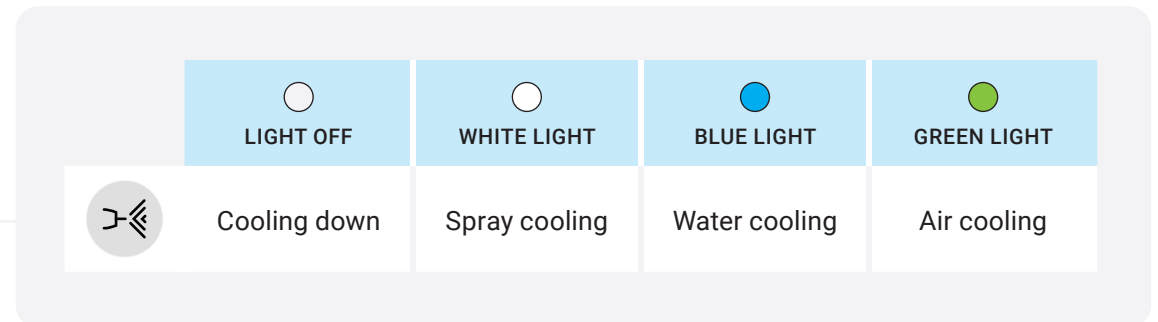 LIGHT OFF
WHITE LIGHT
BLUE LIGHT
GREEN LIGHT
Cooling down
Spray cooling
Water cooling
Air cooling